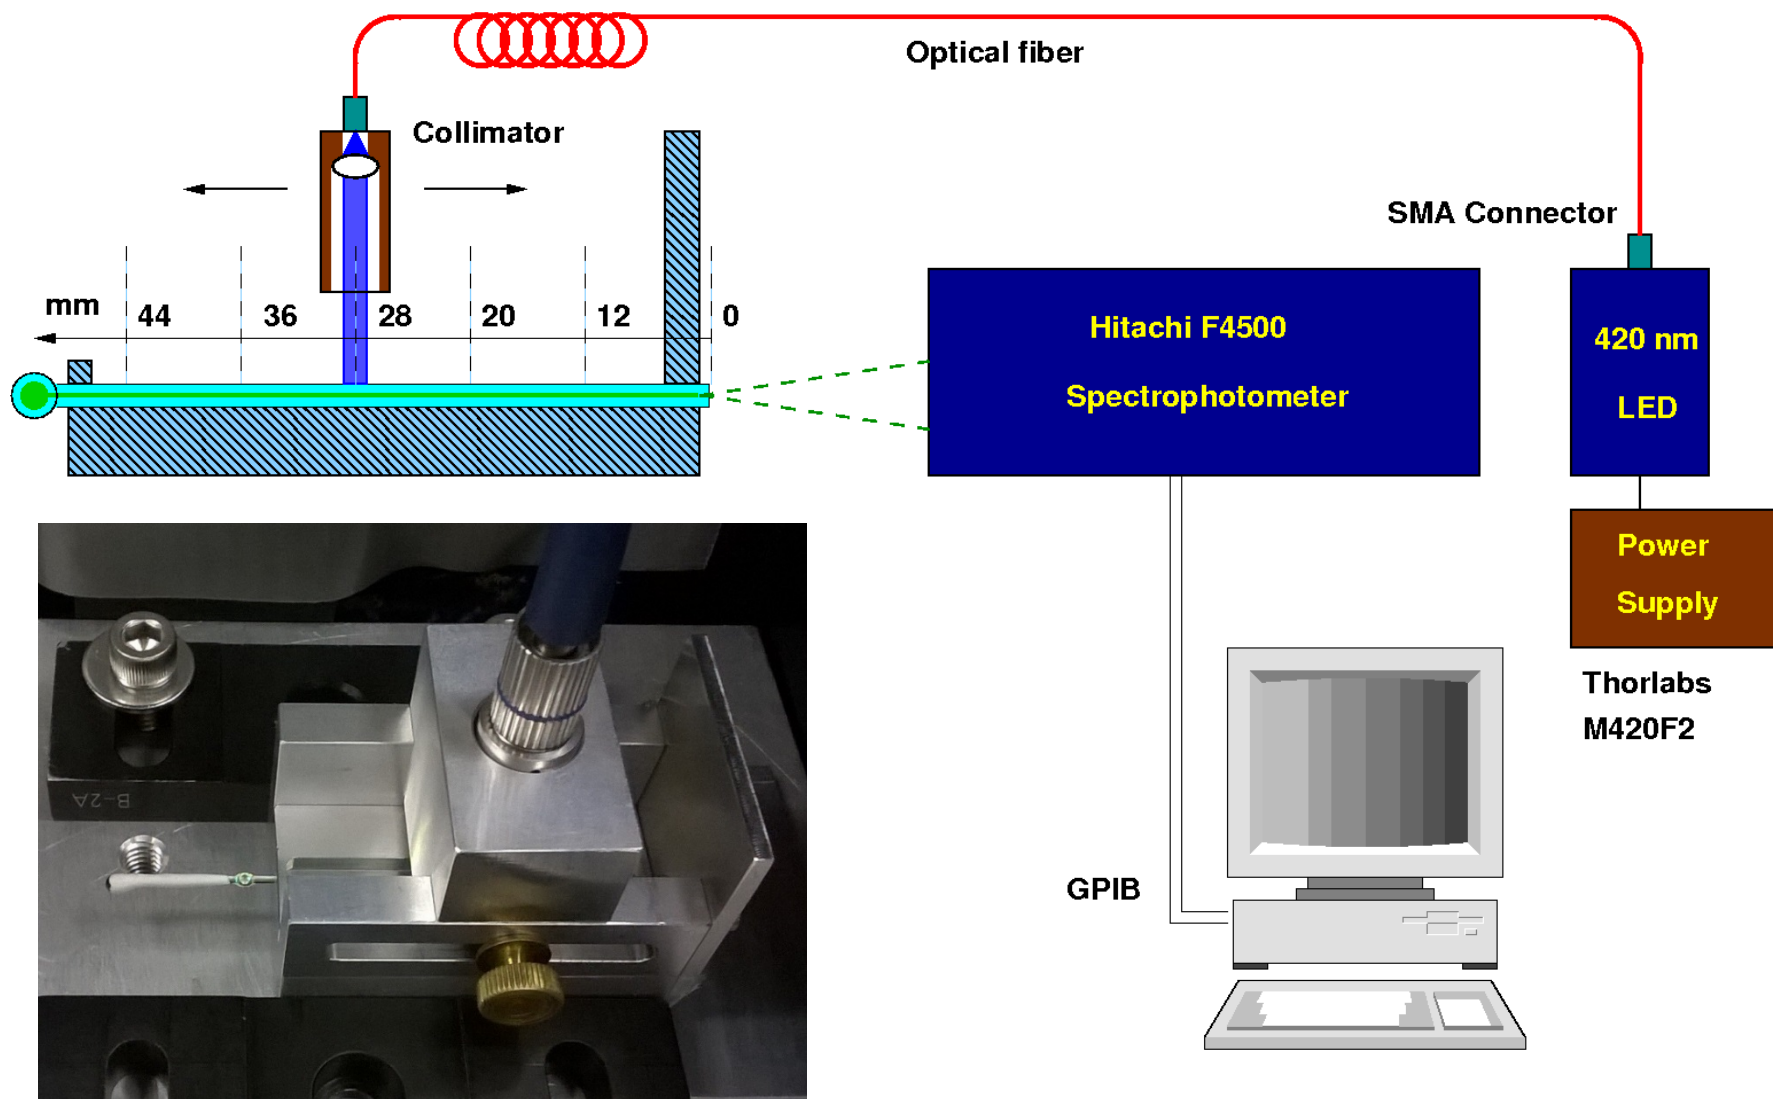 Optical fiber
Collimator
SMA Connector
mm
44
36
28
20
12
0
Hitachi F4500
Spectrophotometer
420 nm
LED
Power
Supply
Thorlabs
M420F2
GPIB
B-2A